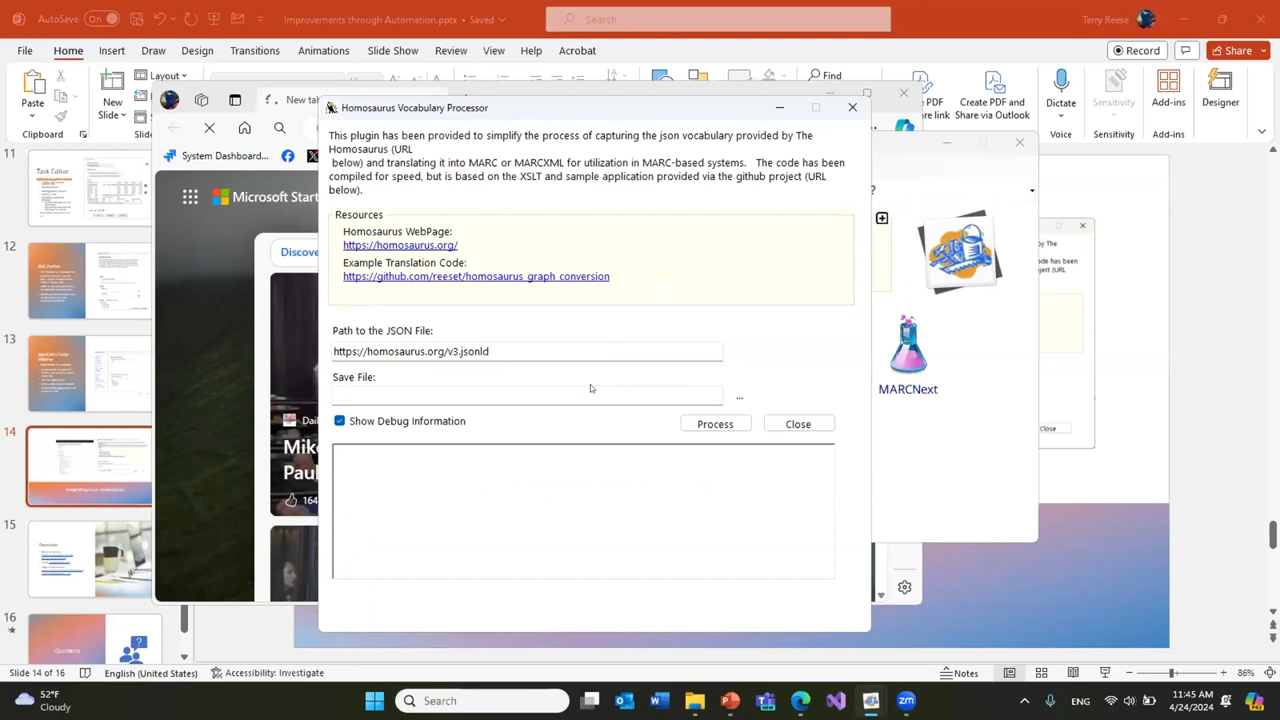 AutoSave
On
Improvements through Automation.pptx • Saved
Search
Terry Reese
File
Home
Insert
Draw
Design
Transitions
Animations
Slide Show
Review
View
Help
Acrobat
Record
Share
Paste
New
Slide
Layout
Find
Create PDF
Share via Outlook
Dictate
Sensitivity
Add-ins
Designer
Clipboard
Voice
Sensitivity
Add-ins
New tab
System Dashboard...
Microsoft Start
Discover
Homosaurus Vocabulary Processor
This plugin has been provided to simplify the process of capturing the json vocabulary provided by The
Homosaurus (URL
below) and translating it into MARC or MARCXML for utilization in MARC-based systems. The code has been
compiled for speed, but is based on the XSLT and sample application provided via the github project (URL
below).
Resources
Homosaurus WebPage:
https://homosaurus.org/
Example Translation Code:
https://github.com/reeset/homosaurus_graph_conversion
Path to the JSON File:
https://homosaurus.org/v3.jsonld
Save File:
...
Show Debug Information
Process
Close
MARCNext
Close
11
Task Editor
12
13
14
15
Resources
16
Questions
164
Slide 14 of 16
English (United States)
Accessibility: Investigate
Notes
86%
52°F
Cloudy
Search
ENG
11:45 AM
4/24/2024